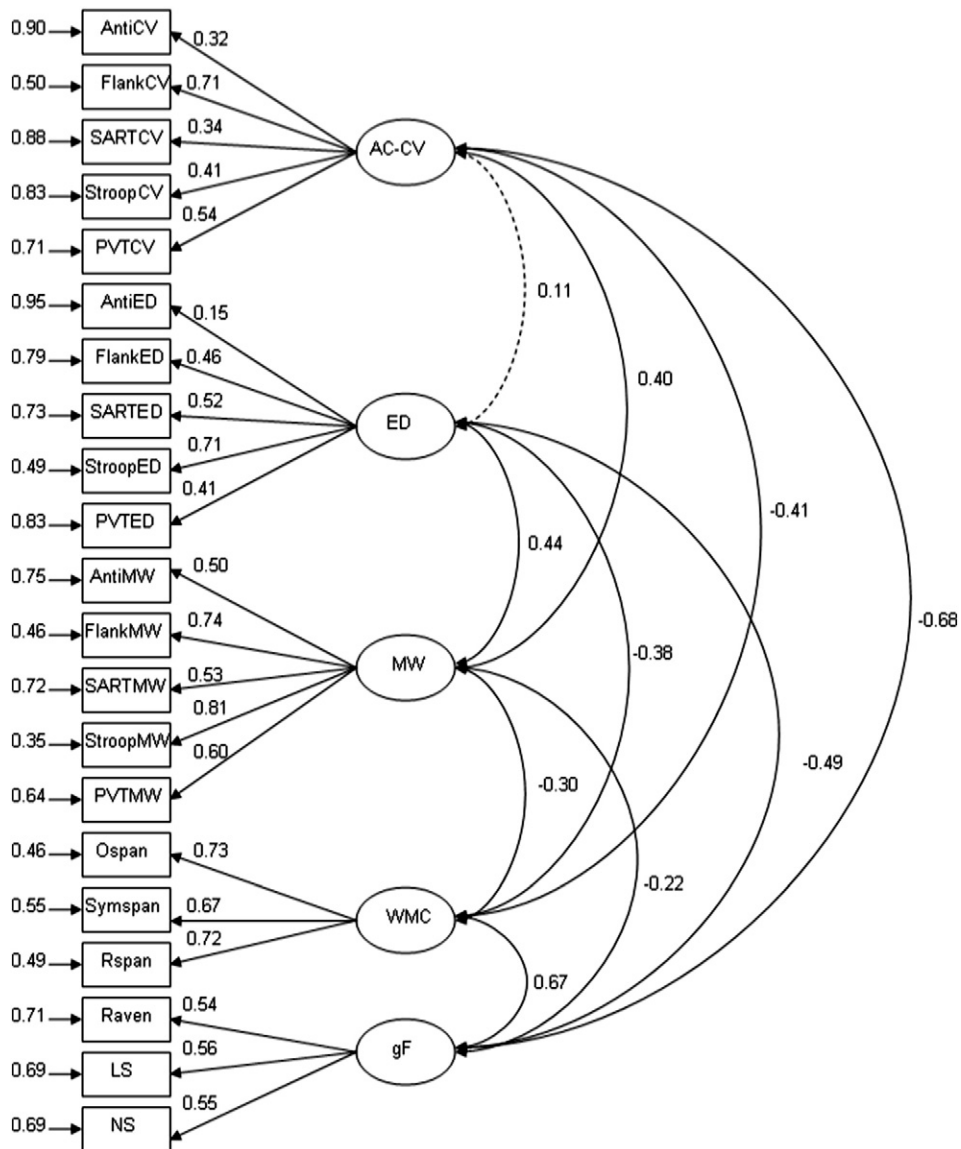 0.90 AntiCV 0.32
0.50 FlankCV 0.71
0.88 SARTCV 0.34
0.83 StroopCV 0.41
0.71 PVTCV 0.54
AC-CV
0.95 AntiED 0.15
0.11
0.79 FlankED 0.46
0.40
0.73 SARTED 0.52
ED
0.49 StroopED 0.71
0.83 PVTED 0.41
-0.41
0.44
0.75 AntiMW 0.50
0.46 FlankMW 0.74
-0.68
0.72 SARTMW 0.53
MW
-0.38
0.35 StroopMW 0.81
0.64 PVTMW 0.60
-0.49
-0.30
0.46 Ospan 0.73
-0.22
0.55 Symspan 0.67
WMC
0.49 Rspan 0.72
0.67
0.71 Raven 0.54
gF
0.69 LS 0.56
0.69 NS 0.55